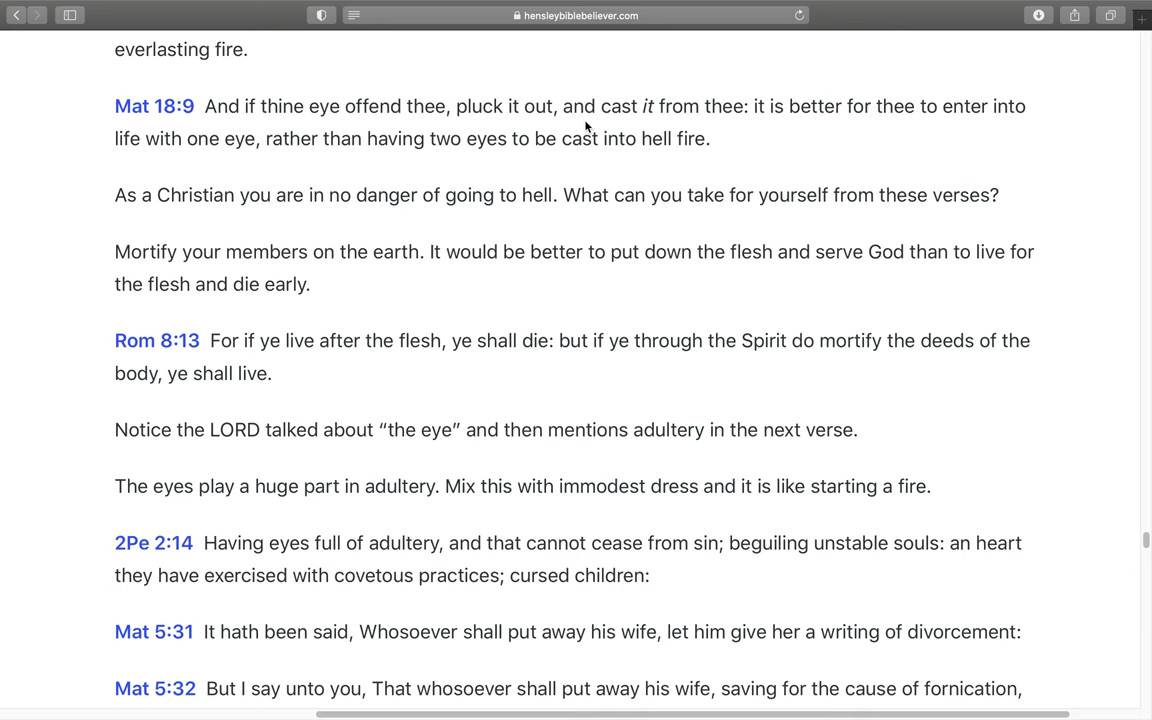 hensleybiblebeliever.com
everlasting fire.
Mat 18:9 And if thine eye offend thee, pluck it out, and cast it from thee: it is better for thee to enter into
life with one eye, rather than having two eyes to be cast into hell fire.
As a Christian you are in no danger of going to hell. What can you take for yourself from these verses?
Mortify your members on the earth. It would be better to put down the flesh and serve God than to live for
the flesh and die early.
Rom 8:13 For if ye live after the flesh, ye shall die: but if ye through the Spirit do mortify the deeds of the
body, ye shall live.
Notice the LORD talked about “the eye” and then mentions adultery in the next verse.
The eyes play a huge part in adultery. Mix this with immodest dress and it is like starting a fire.
2Pe 2:14 Having eyes full of adultery, and that cannot cease from sin; beguiling unstable souls: an heart
they have exercised with covetous practices; cursed children:
Mat 5:31 It hath been said, Whosoever shall put away his wife, let him give her a writing of divorcement:
Mat 5:32 But I say unto you, That whosoever shall put away his wife, saving for the cause of fornication,